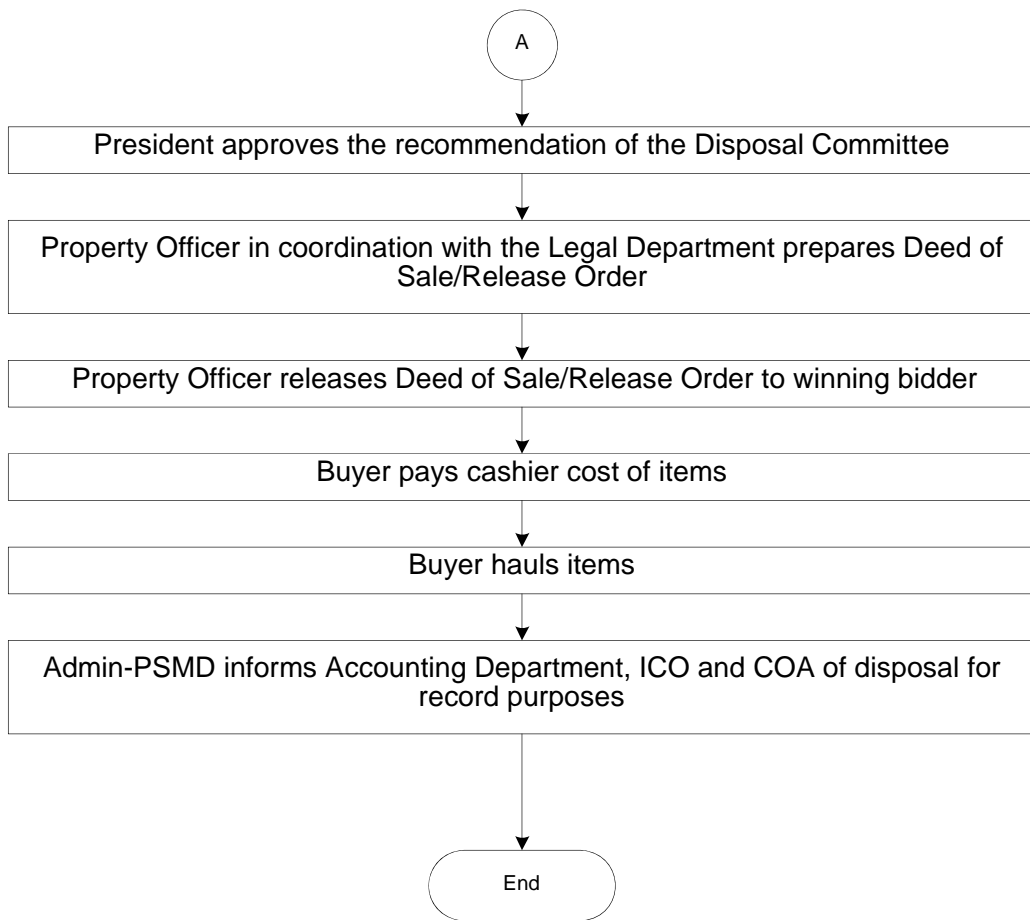 A
President approves the recommendation of the Disposal Committee
Property Officer in coordination with the Legal Department prepares Deed of
Sale/Release Order
Property Officer releases Deed of Sale/Release Order to winning bidder
Buyer pays cashier cost of items
Buyer hauls items
Admin-PSMD informs Accounting Department, ICO and COA of disposal for
record purposes
End